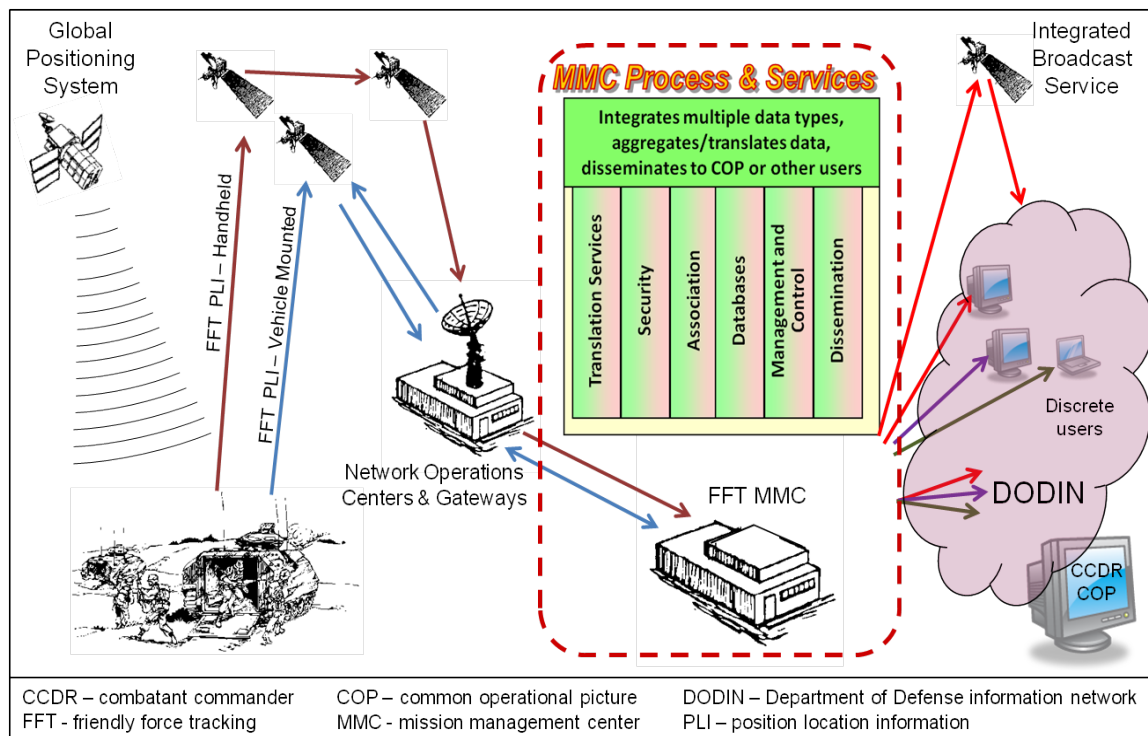 Global
Positioning
System
FFT PLI – Handheld
FFT PLI – Vehicle Mounted
Network Operations
Centers & Gateways
MMC Process & Services
Integrates multiple data types,
aggregates/translates data,
disseminates to COP or other users
Translation Services
Security
Association
Databases
Management and
Control
Dissemination
FFT MMC
Integrated
Broadcast
Service
Discrete
users
DODIN
CCDR
COP
CCDR – combatant commander
COP – common operational picture
DODIN – Department of Defense information network
FFT - friendly force tracking
MMC - mission management center
PLI – position location information